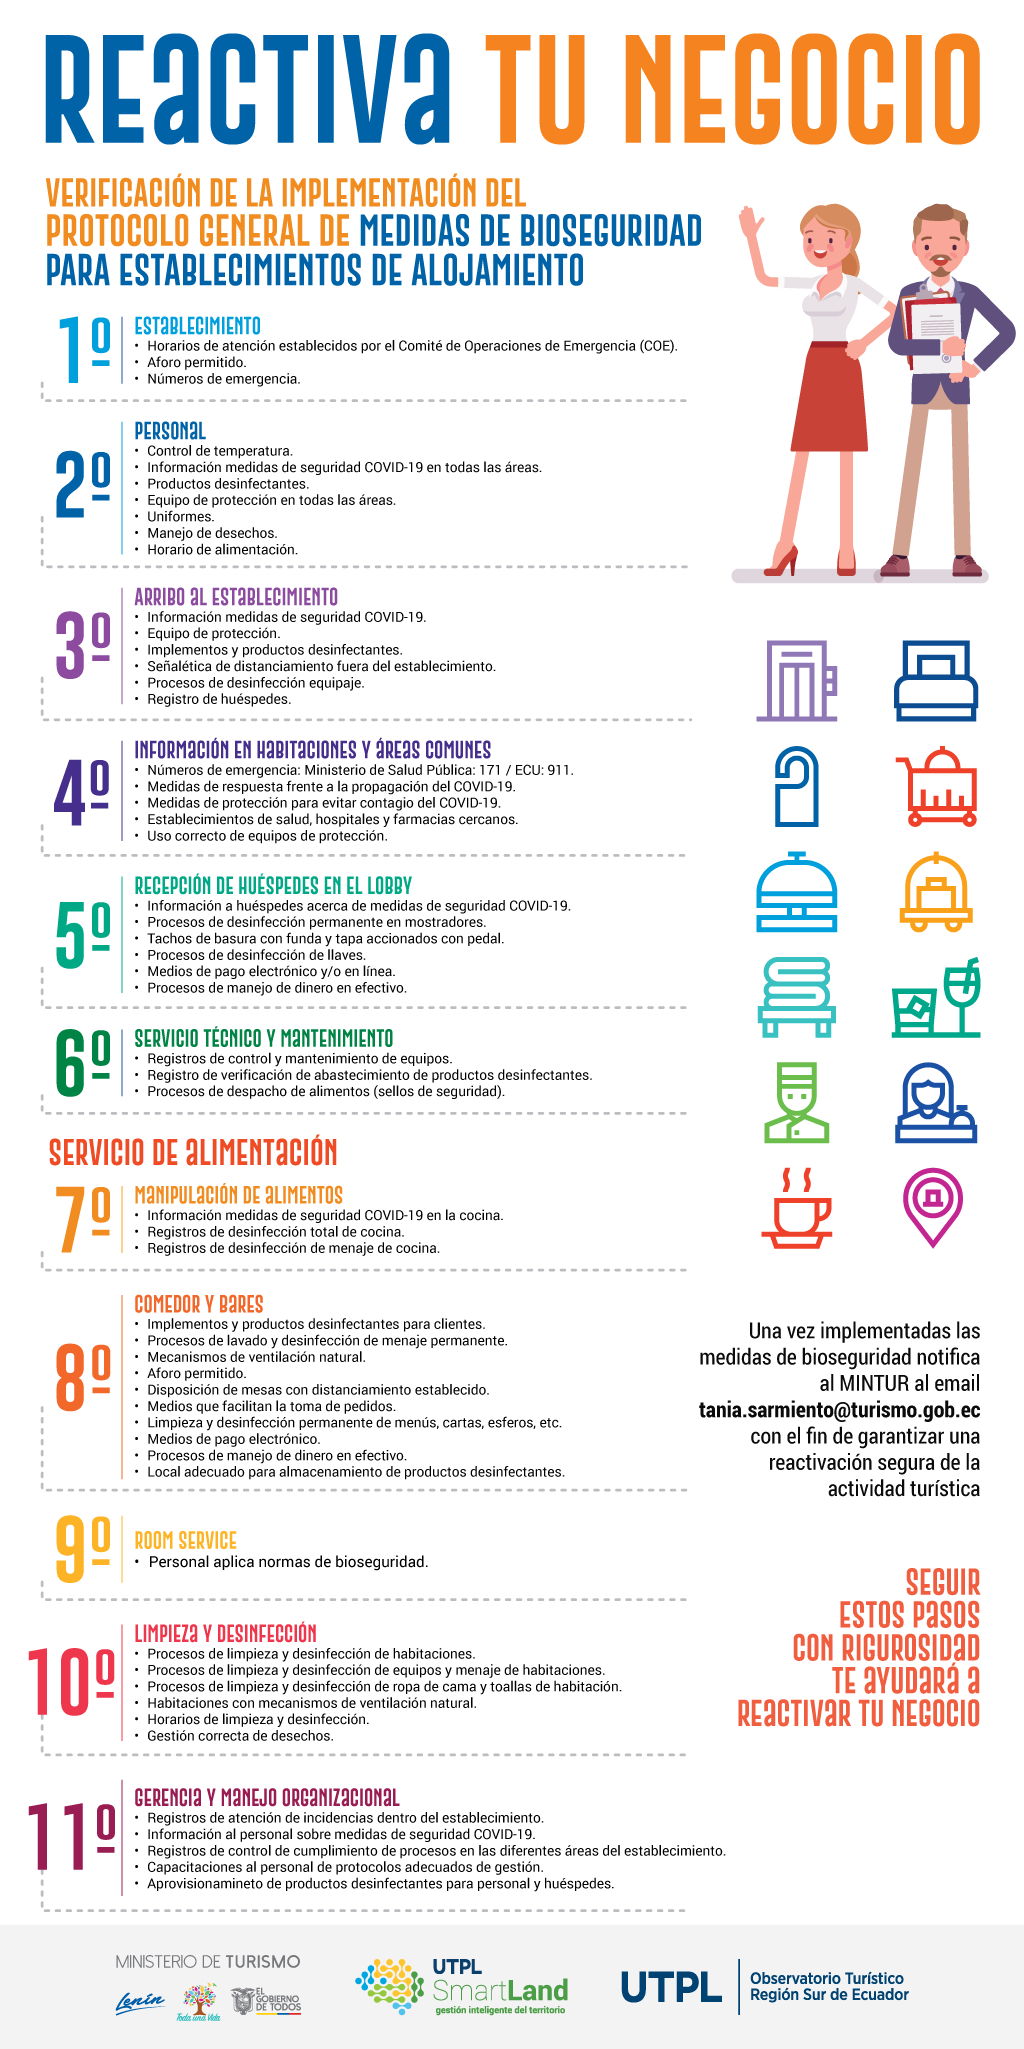 REACTIVA TU NEGOCIO
VERIFICACIÓN DE LA IMPLEMENTACIÓN DEL
PROTOCOLO GENERAL DE MEDIDAS DE BIOSEGURIDAD
PARA ESTABLECIMIENTOS DE ALOJAMIENTO
1º
ESTABLECIMIENTO
• Horarios de atención establecidos por el Comité de Operaciones de Emergencia (COE).
• Aforo permitido.
• Números de emergencia.
2º
PERSONAL
• Control de temperatura.
• Información medidas de seguridad COVID-19 en todas las áreas.
• Productos desinfectantes.
• Equipo de protección en todas las áreas.
• Uniformes.
• Manejo de desechos.
• Horario de alimentación.
3º
ARRIBO AL ESTABLECIMIENTO
• Información medidas de seguridad COVID-19.
• Equipo de protección.
• Implementos y productos desinfectantes.
• Señalética de distanciamiento fuera del establecimiento.
• Procesos de desinfección equipaje.
• Registro de huéspedes.
4º
INFORMACIÓN EN HABITACIONES Y ÁREAS COMUNES
• Números de emergencia: Ministerio de Salud Pública: 171 / ECU: 911.
• Medidas de respuesta frente a la propagación del COVID-19.
• Medidas de protección para evitar contagio del COVID-19.
• Establecimientos de salud, hospitales y farmacias cercanos.
• Uso correcto de equipos de protección.
5º
RECEPCIÓN DE HUÉSPEDES EN EL LOBBY
• Información a huéspedes acerca de medidas de seguridad COVID-19.
• Procesos de desinfección permanente en mostradores.
• Tachos de basura con funda y tapa accionados con pedal.
• Procesos de desinfección de llaves.
• Medios de pago electrónico y/o en línea.
• Procesos de manejo de dinero en efectivo.
6º
SERVICIO TÉCNICO Y MANTENIMIENTO
• Registros de control y mantenimiento de equipos.
• Registro de verificación de abastecimiento de productos desinfectantes.
• Procesos de despacho de alimentos (sellos de seguridad).
SERVICIO DE ALIMENTACIÓN
7º
MANIPULACIÓN DE ALIMENTOS
• Información medidas de seguridad COVID-19 en la cocina.
• Registros de desinfección total de cocina.
• Registros de desinfección de menaje de cocina.
8º
COMEDOR Y BARES
• Implementos y productos desinfectantes para clientes.
• Procesos de lavado y desinfección de menaje permanente.
• Mecanismos de ventilación natural.
• Aforo permitido.
• Disposición de mesas con distanciamiento establecido.
• Medios que facilitan la toma de pedidos.
• Limpieza y desinfección permanente de menús, cartas, esferos, etc.
• Medios de pago electrónico.
• Procesos de manejo de dinero en efectivo.
• Local adecuado para almacenamiento de productos desinfectantes.
9º
ROOM SERVICE
• Personal aplica normas de bioseguridad.
10º
LIMPIEZA Y DESINFECCIÓN
• Procesos de limpieza y desinfección de habitaciones.
• Procesos de limpieza y desinfección de equipos y menaje de habitaciones.
• Procesos de limpieza y desinfección de ropa de cama y toallas de habitación.
• Habitaciones con mecanismos de ventilación natural.
• Horarios de limpieza y desinfección.
• Gestión correcta de desechos.
11º
GERENCIA Y MANEJO ORGANIZACIONAL
• Registros de atención de incidencias dentro del establecimiento.
• Información al personal sobre medidas de seguridad COVID-19.
• Registros de control de cumplimiento de procesos en las diferentes áreas del establecimiento.
• Capacitaciones al personal de protocolos adecuados de gestión.
• Aprovisionamineto de productos desinfectantes para personal y huéspedes.
Una vez implementadas las
medidas de bioseguridad notifica
al MINTUR al email
tania.sarmiento@turismo.gob.ec
con el fin de garantizar una
reactivación segura de la
actividad turística
SEGUIR
ESTOS PASOS
CON RIGUROSIDAD
TE AYUDARÁ A
REACTIVAR TU NEGOCIO
MINISTERIO DE TURISMO
Lenín
Toda una Vida
EL
GOBIERNO
DE TODOS
UTPL
SmartLand
gestión inteligente del territorio
UTPL
Observatorio Turístico
Región Sur de Ecuador